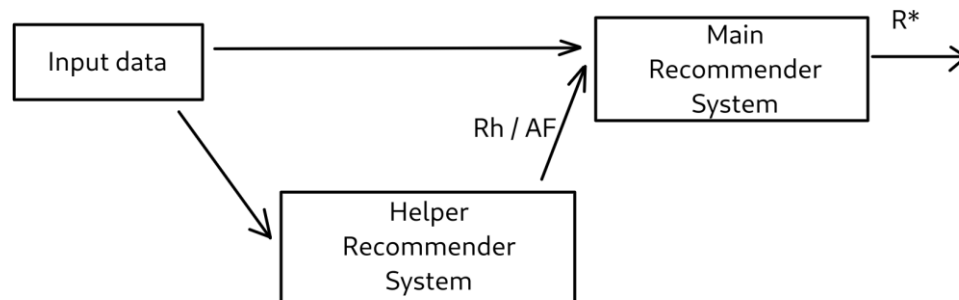 R*
Main
Recommender
System
Input data
Rh / AF
Helper
Recommender
System